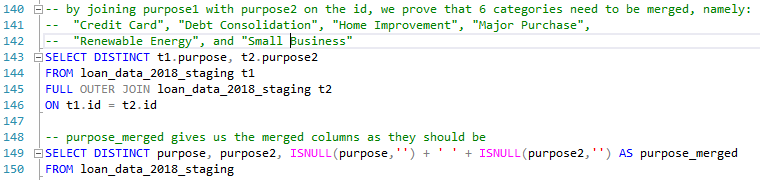 140 -- by joining purpose1 with purpose2 on the id, we prove that 6 categories need to be merged, namely:
141 -- "Credit Card", "Debt Consolidation", "Home Improvement", "Major Purchase",
142 -- "Renewable Energy", and "Small Business"
143 SELECT DISTINCT t1.purpose, t2.purpose2
144 FROM loan_data_2018_staging t1
145 FULL OUTER JOIN loan_data_2018_staging t2
146 ON t1.id = t2.id
147
148 -- purpose_merged gives us the merged columns as they should be
149 SELECT DISTINCT purpose, purpose2, ISNULL(purpose,'') + ' ' + ISNULL(purpose2,'') AS purpose_merged
150 FROM loan_data_2018_staging